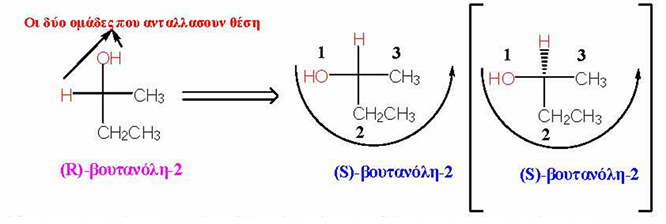 Οι δύο ομάδες που ανταλλασουν θέση
OH
H
CH₃
CH₂CH₃
(R)-βουτανόλη-2
1
H
3
HO
CH₃
CH₂CH₃
2
(S)-βουτανόλη-2
1
H
3
HO
CH₃
CH₂CH₃
2
(S)-βουτανόλη-2